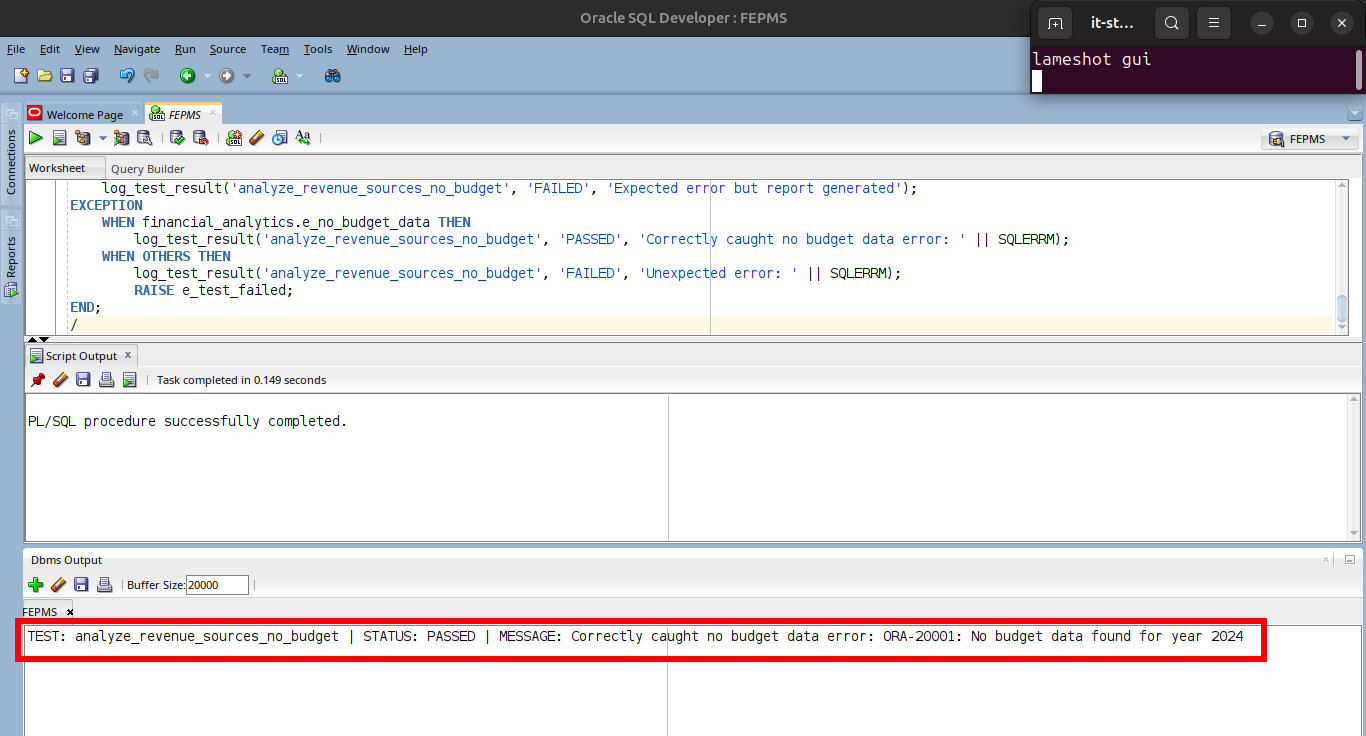 Oracle SQL Developer : FEPMS
it-st...
lameshot gui
File Edit View Navigate Run Source Team Tools Window Help
Welcome Page FEPMS
Connections
Reports
FEPMS
Worksheet Query Builder
log_test_result('analyze_revenue_sources_no_budget', 'FAILED', 'Expected error but report generated');
EXCEPTION
WHEN financial_analytics.e_no_budget_data THEN
log_test_result('analyze_revenue_sources_no_budget', 'PASSED', 'Correctly caught no budget data error: ' || SQLERRM);
WHEN OTHERS THEN
log_test_result('analyze_revenue_sources_no_budget', 'FAILED', 'Unexpected error: ' || SQLERRM);
RAISE e_test_failed;
END;
/
Script Output
Task completed in 0.149 seconds
PL/SQL procedure successfully completed.
Dbms Output
Buffer Size: 20000
FEPMS
TEST: analyze_revenue_sources_no_budget | STATUS: PASSED | MESSAGE: Correctly caught no budget data error: ORA-20001: No budget data found for year 2024